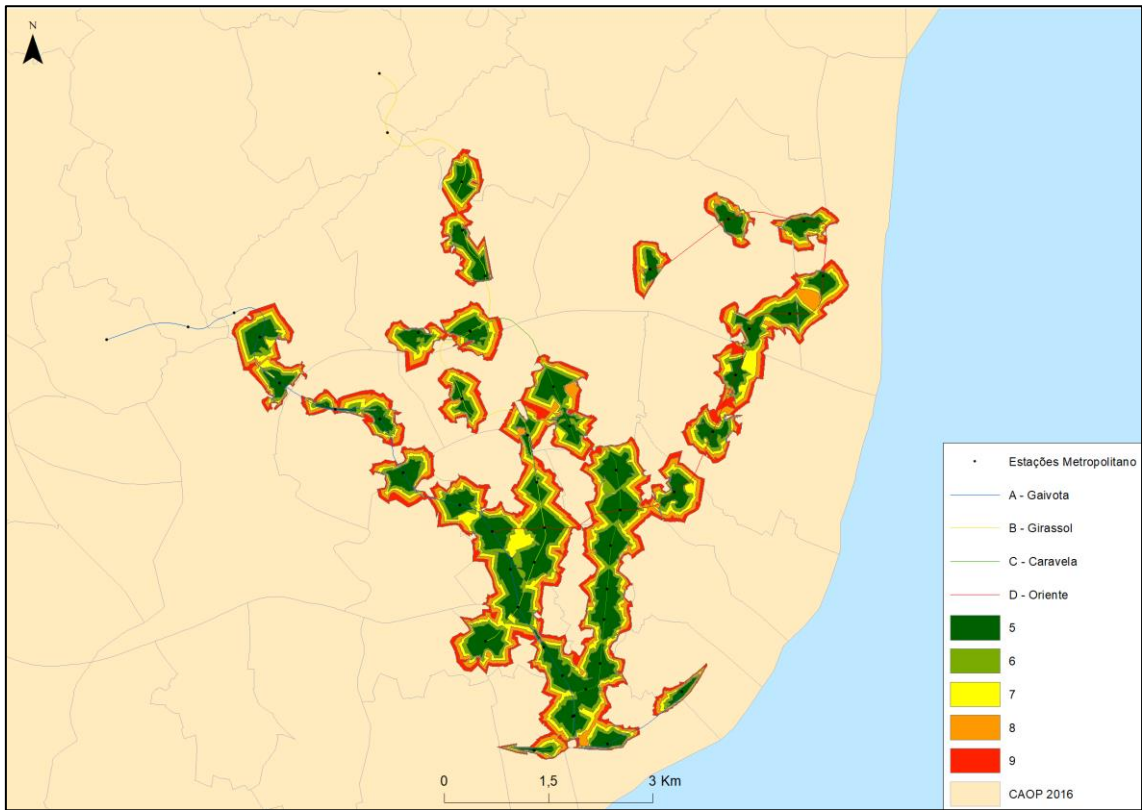 N
Estações Metropolitano
A - Gaivota
B - Girassol
C - Caravela
D - Oriente
5
6
7
8
9
CAOP 2016
0 1,5 3 Km